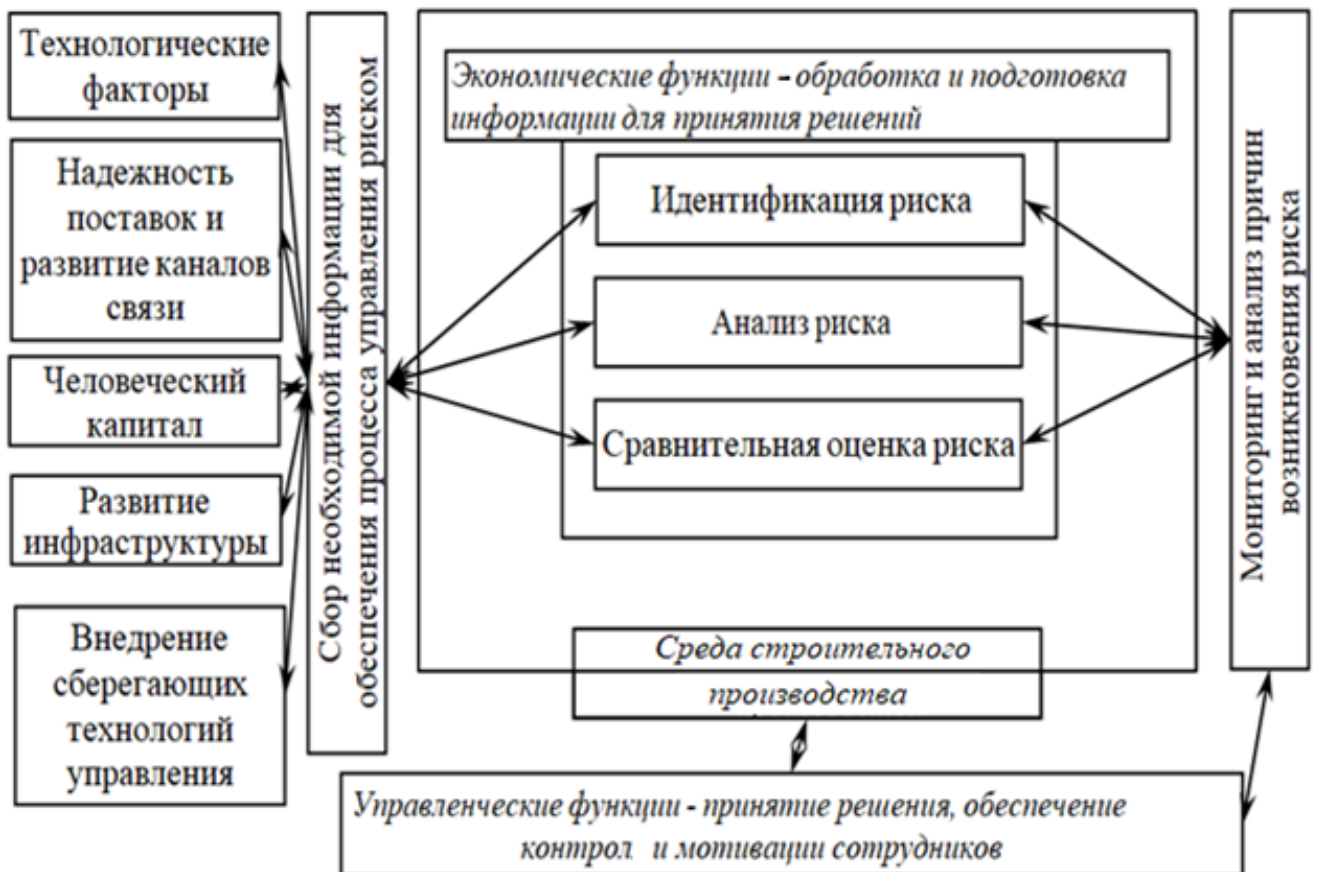 Технологические
факторы
Надежность
поставок и
развитие каналов
связи
Человеческий
капитал
Развитие
инфраструктуры
Внедрение
сберегающих
технологий
управления
Сбор необходимой информации для
обеспечения процесса управления риском
Экономические функции - обработка и подготовка
информации для принятия решений
Идентификация риска
Анализ риска
Сравнительная оценка риска
Среда строительного
производства
Мониторинг и анализ причин
возникновения риска
Управленческие функции - принятие решения, обеспечение
контрол и мотивации сотрудников